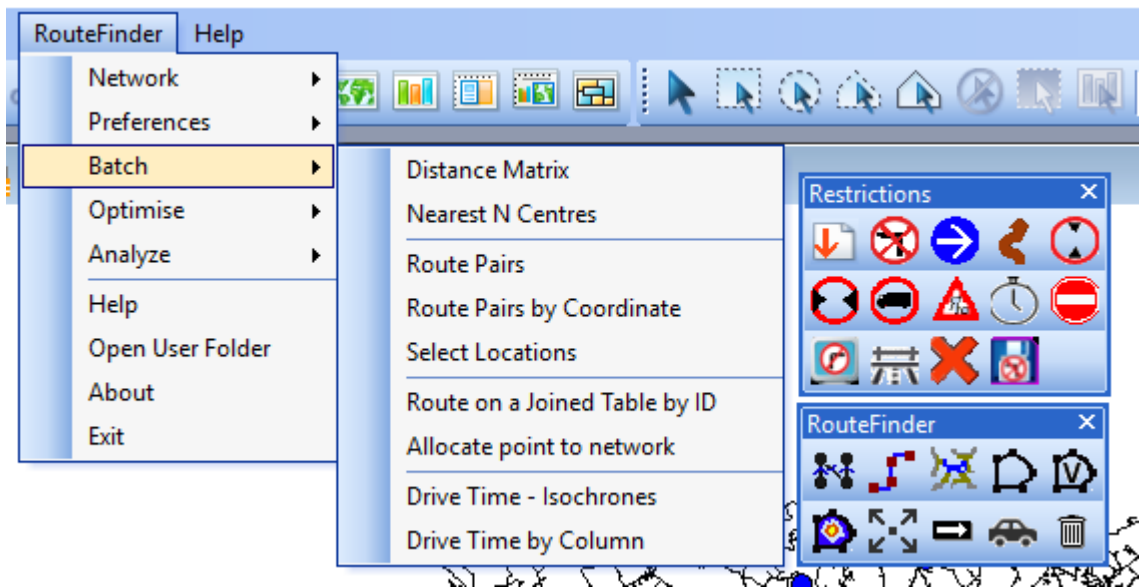 RouteFinder Help
Network
Preferences
Batch
Optimise
Analyze
Help
Open User Folder
About
Exit
Distance Matrix
Nearest N Centres
Route Pairs
Route Pairs by Coordinate
Select Locations
Route on a Joined Table by ID
Allocate point to network
Drive Time - Isochrones
Drive Time by Column
Restrictions
RouteFinder
V